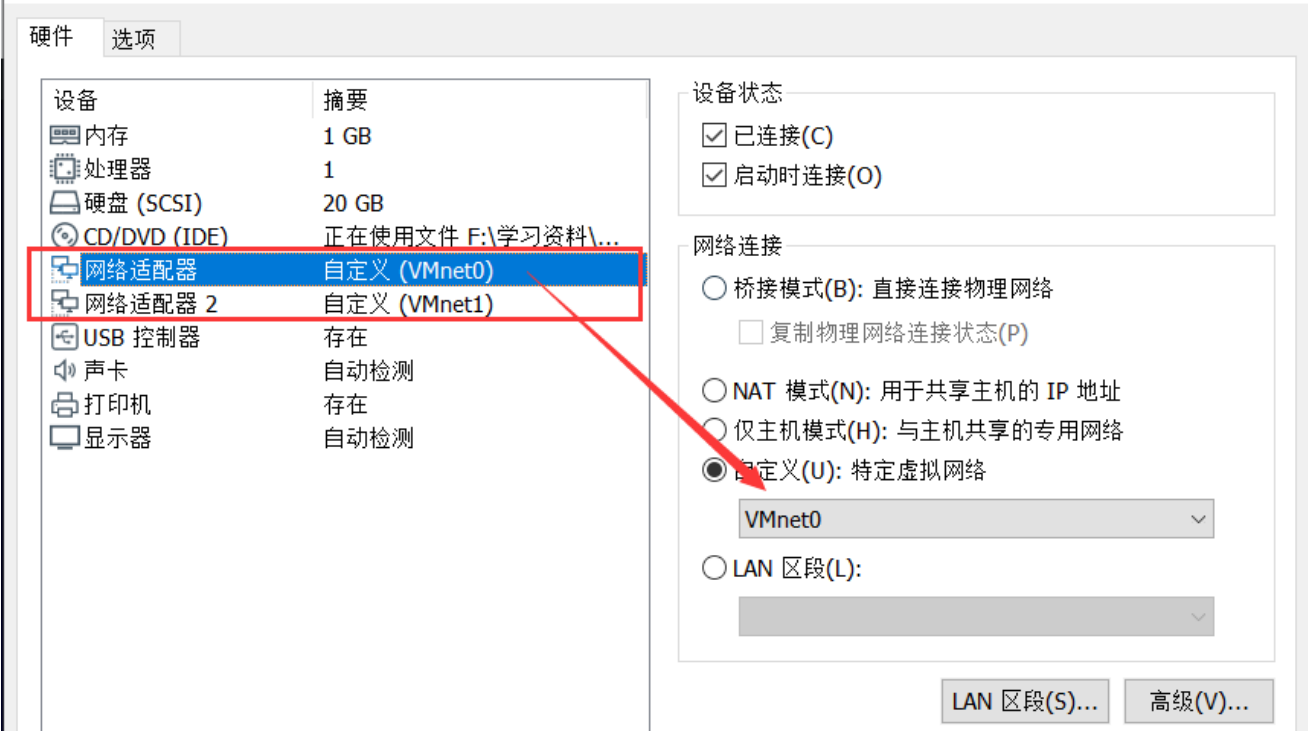 硬件 选项
设备 摘要
内存 1 GB
处理器 1
硬盘 (SCSI) 20 GB
CD/DVD (IDE) 正在使用文件 F:\学习资料\...
网络适配器 自定义 (VMnet0)
网络适配器 2 自定义 (VMnet1)
USB 控制器 存在
声卡 自动检测
打印机 存在
显示器 自动检测
设备状态
已连接(C)
启动时连接(O)
网络连接
桥接模式(B): 直接连接物理网络
复制物理网络连接状态(P)
NAT 模式(N): 用于共享主机的 IP 地址
仅主机模式(H): 与主机共享的专用网络
自定义(U): 特定虚拟网络
VMnet0
LAN 区段(L):
LAN 区段(S)... 高级(V)...